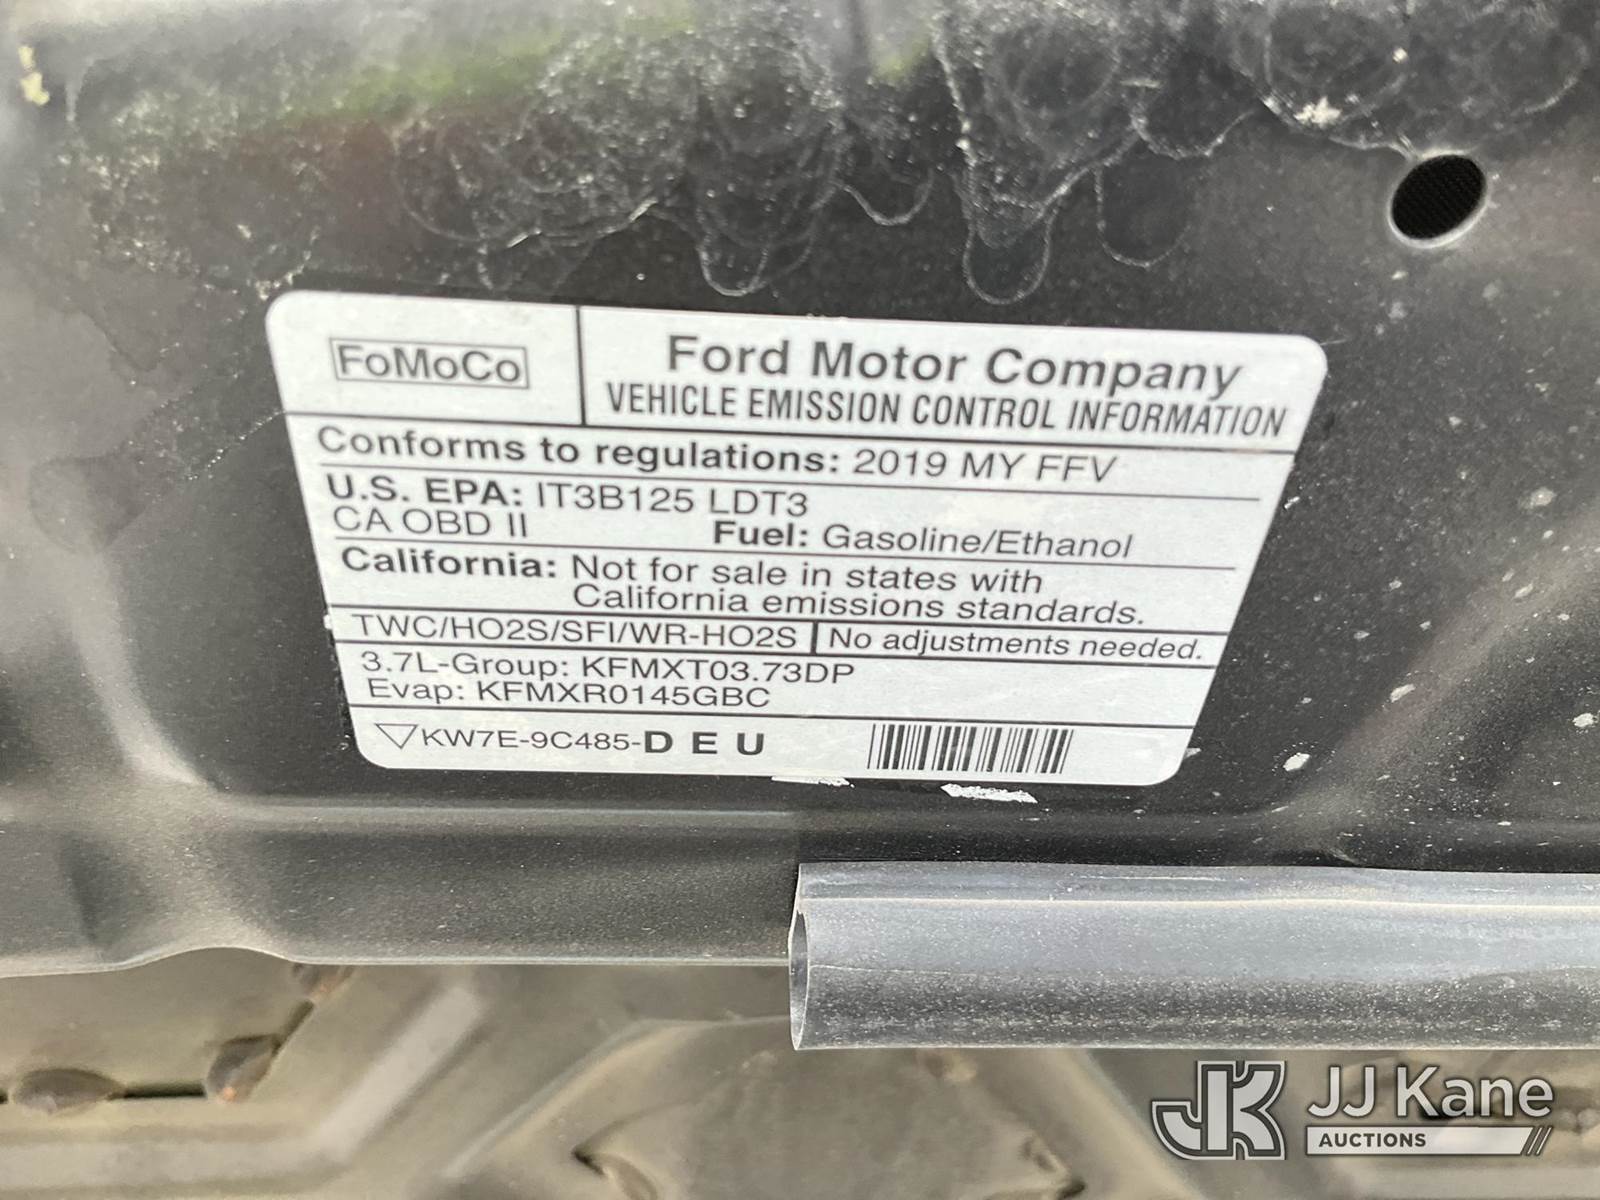 FoMoCo
Ford Motor Company
VEHICLE EMISSION CONTROL INFORMATION
Conforms to regulations: 2019 MY FFV
U.S. EPA: IT3B125 LDT3
CA OBD II Fuel: Gasoline/Ethanol
California: Not for sale in states with
California emissions standards.
TWC/HO2S/SFI/WR-HO2S No adjustments needed.
3.7L-Group: KFMXT03.73DP
Evap: KFMXR0145GBC
KW7E-9C485-D E U
JK JJ Kane
AUCTIONS